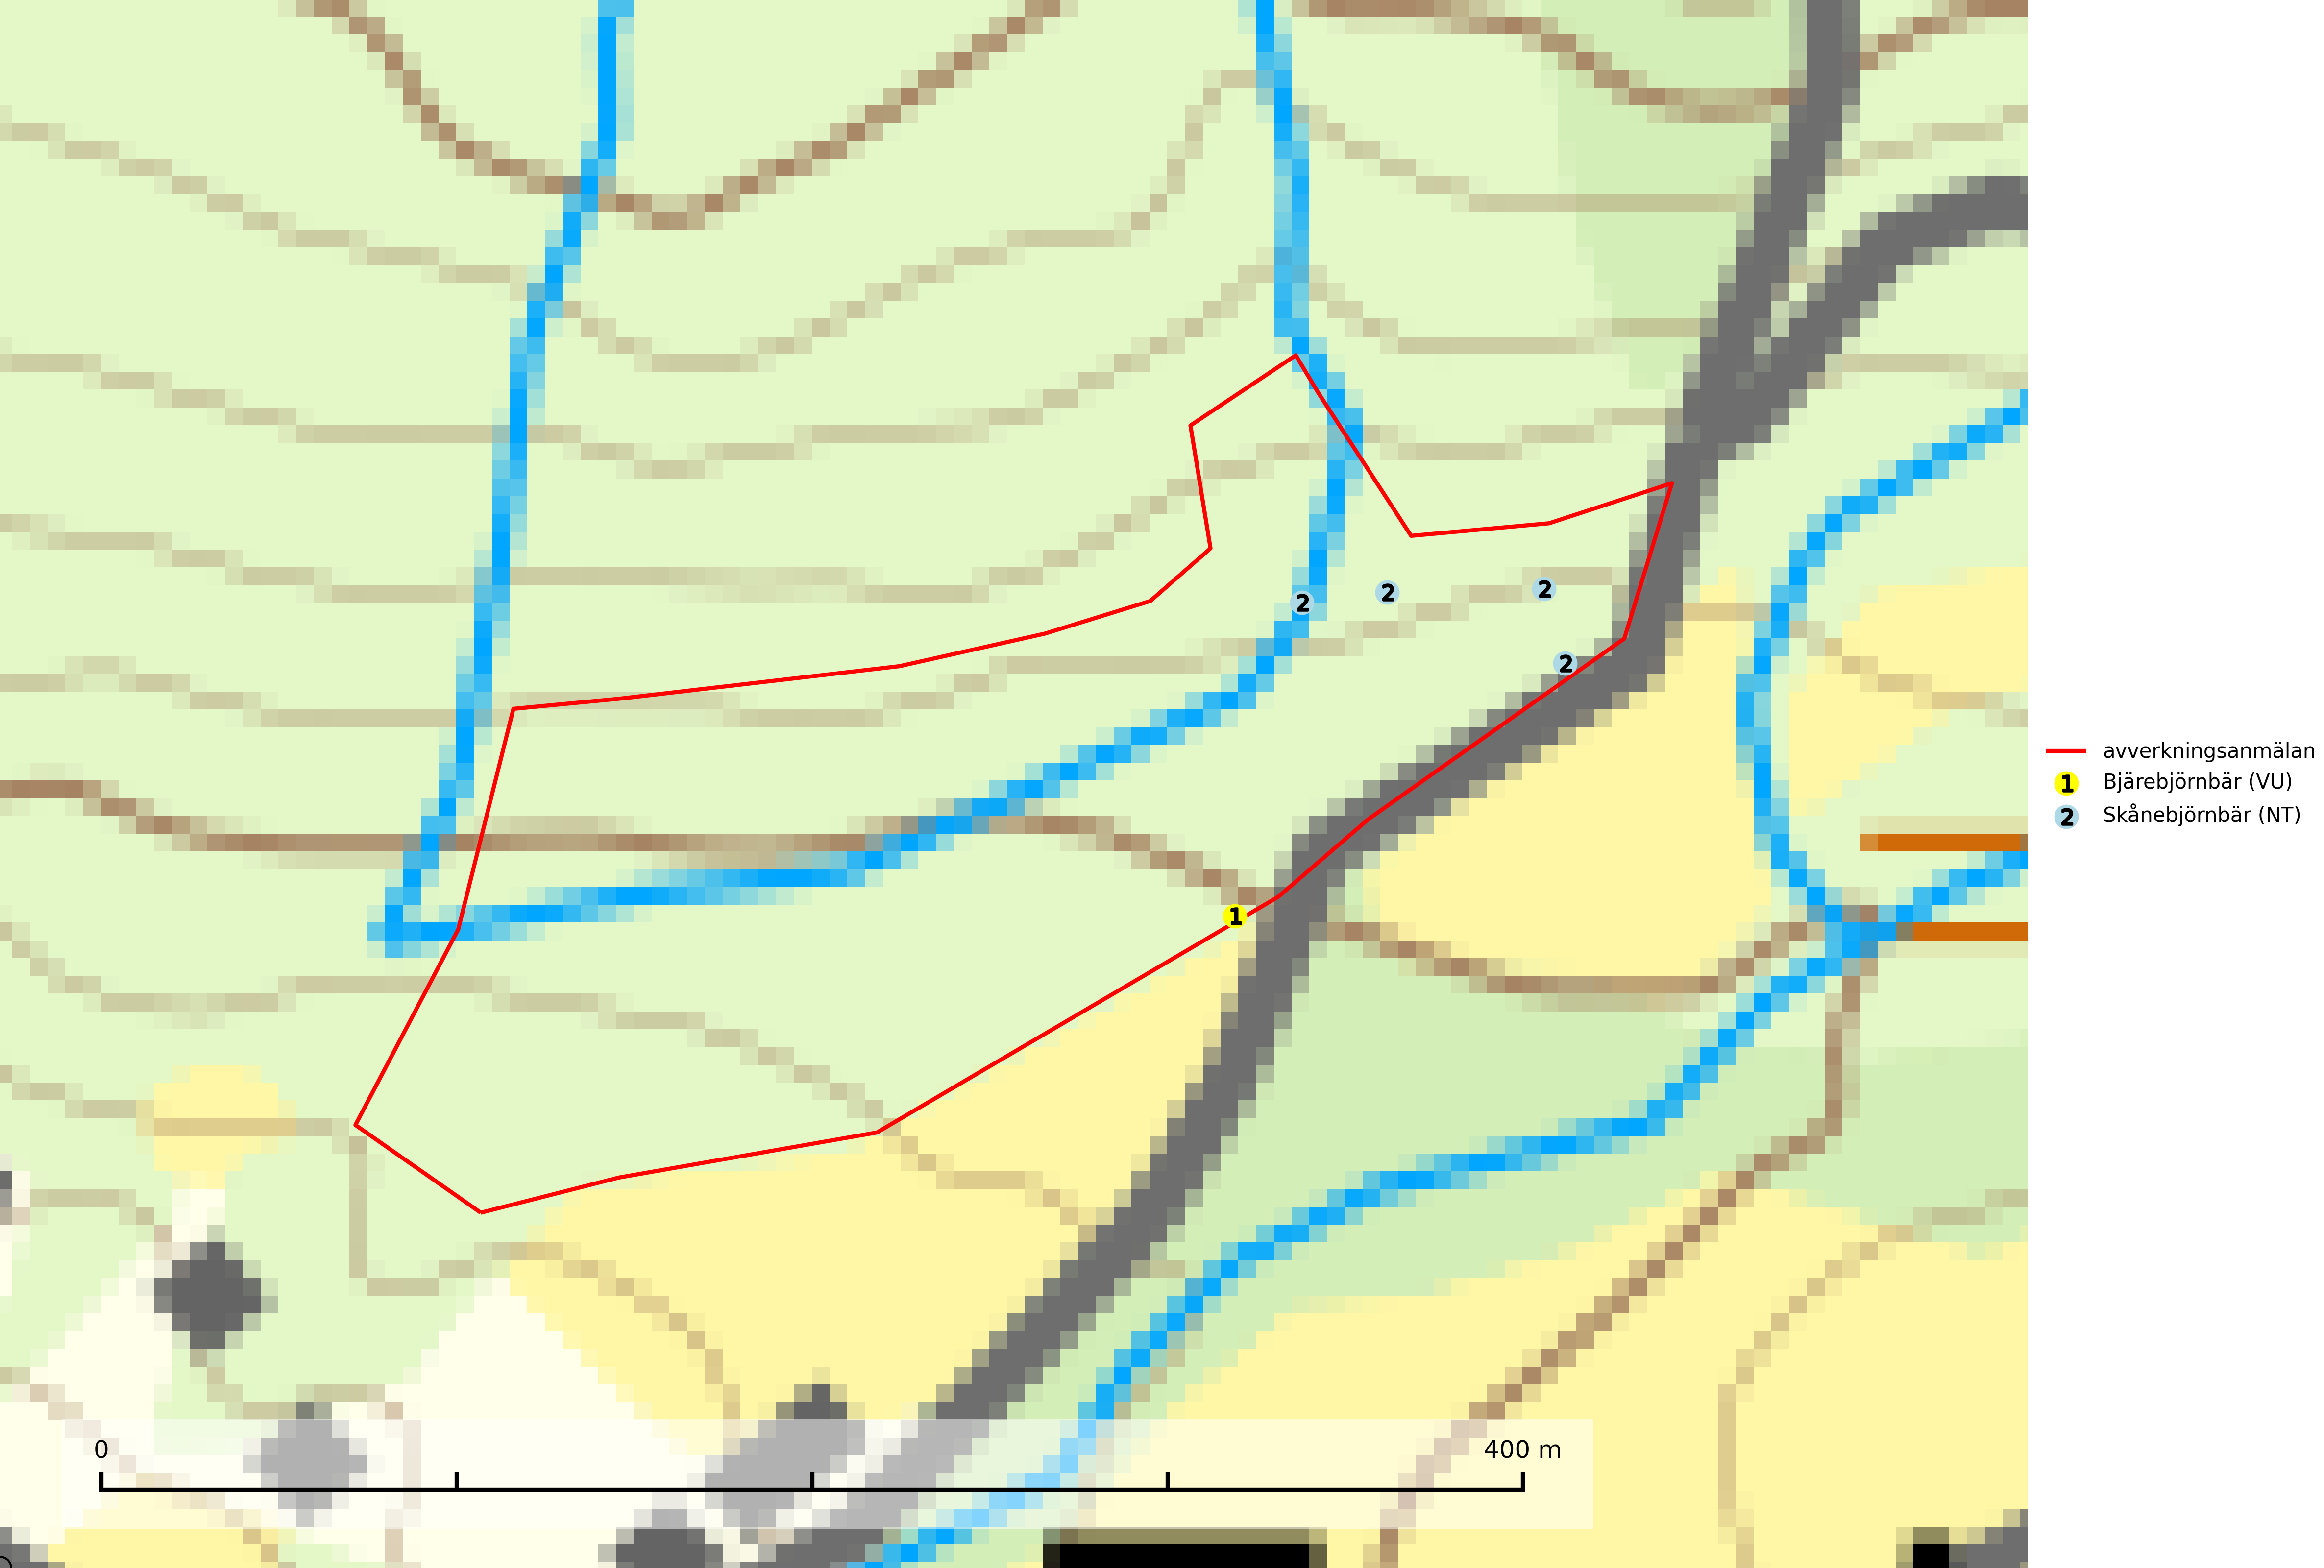 2
2
2
2
1
avverkningsanmälan
1 Bjärebjörnbär (VU)
2 Skånebjörnbär (NT)
0 400 m